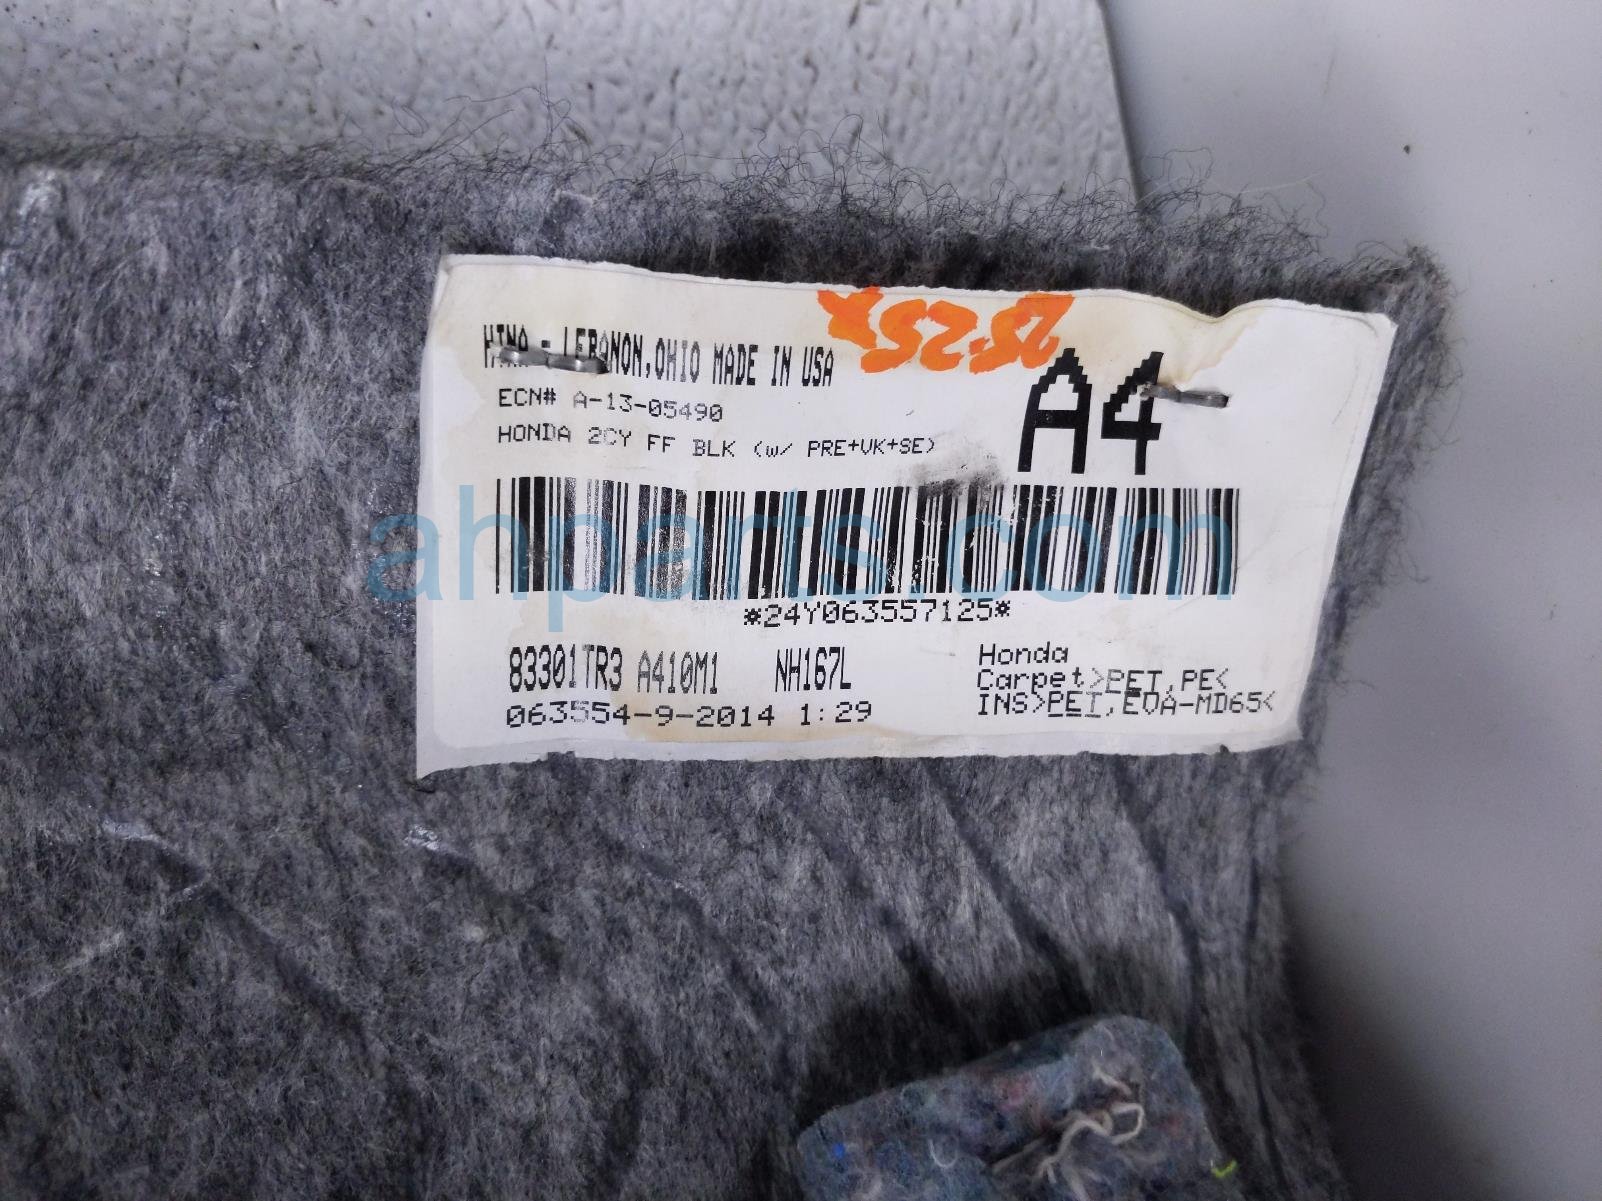 HINA - LEBANON,OHIO MADE IN USA
A4
ECN# A-13-05490
HONDA 2CY FF BLK (w/ PRE+VK+SE)
ahparts.com
*24Y063557125*
83301TR3 A410M1 NH167L
063554-9-2014 1:29
Honda
Carpet>PET,PE<
INS>PET,EVA-MD65<